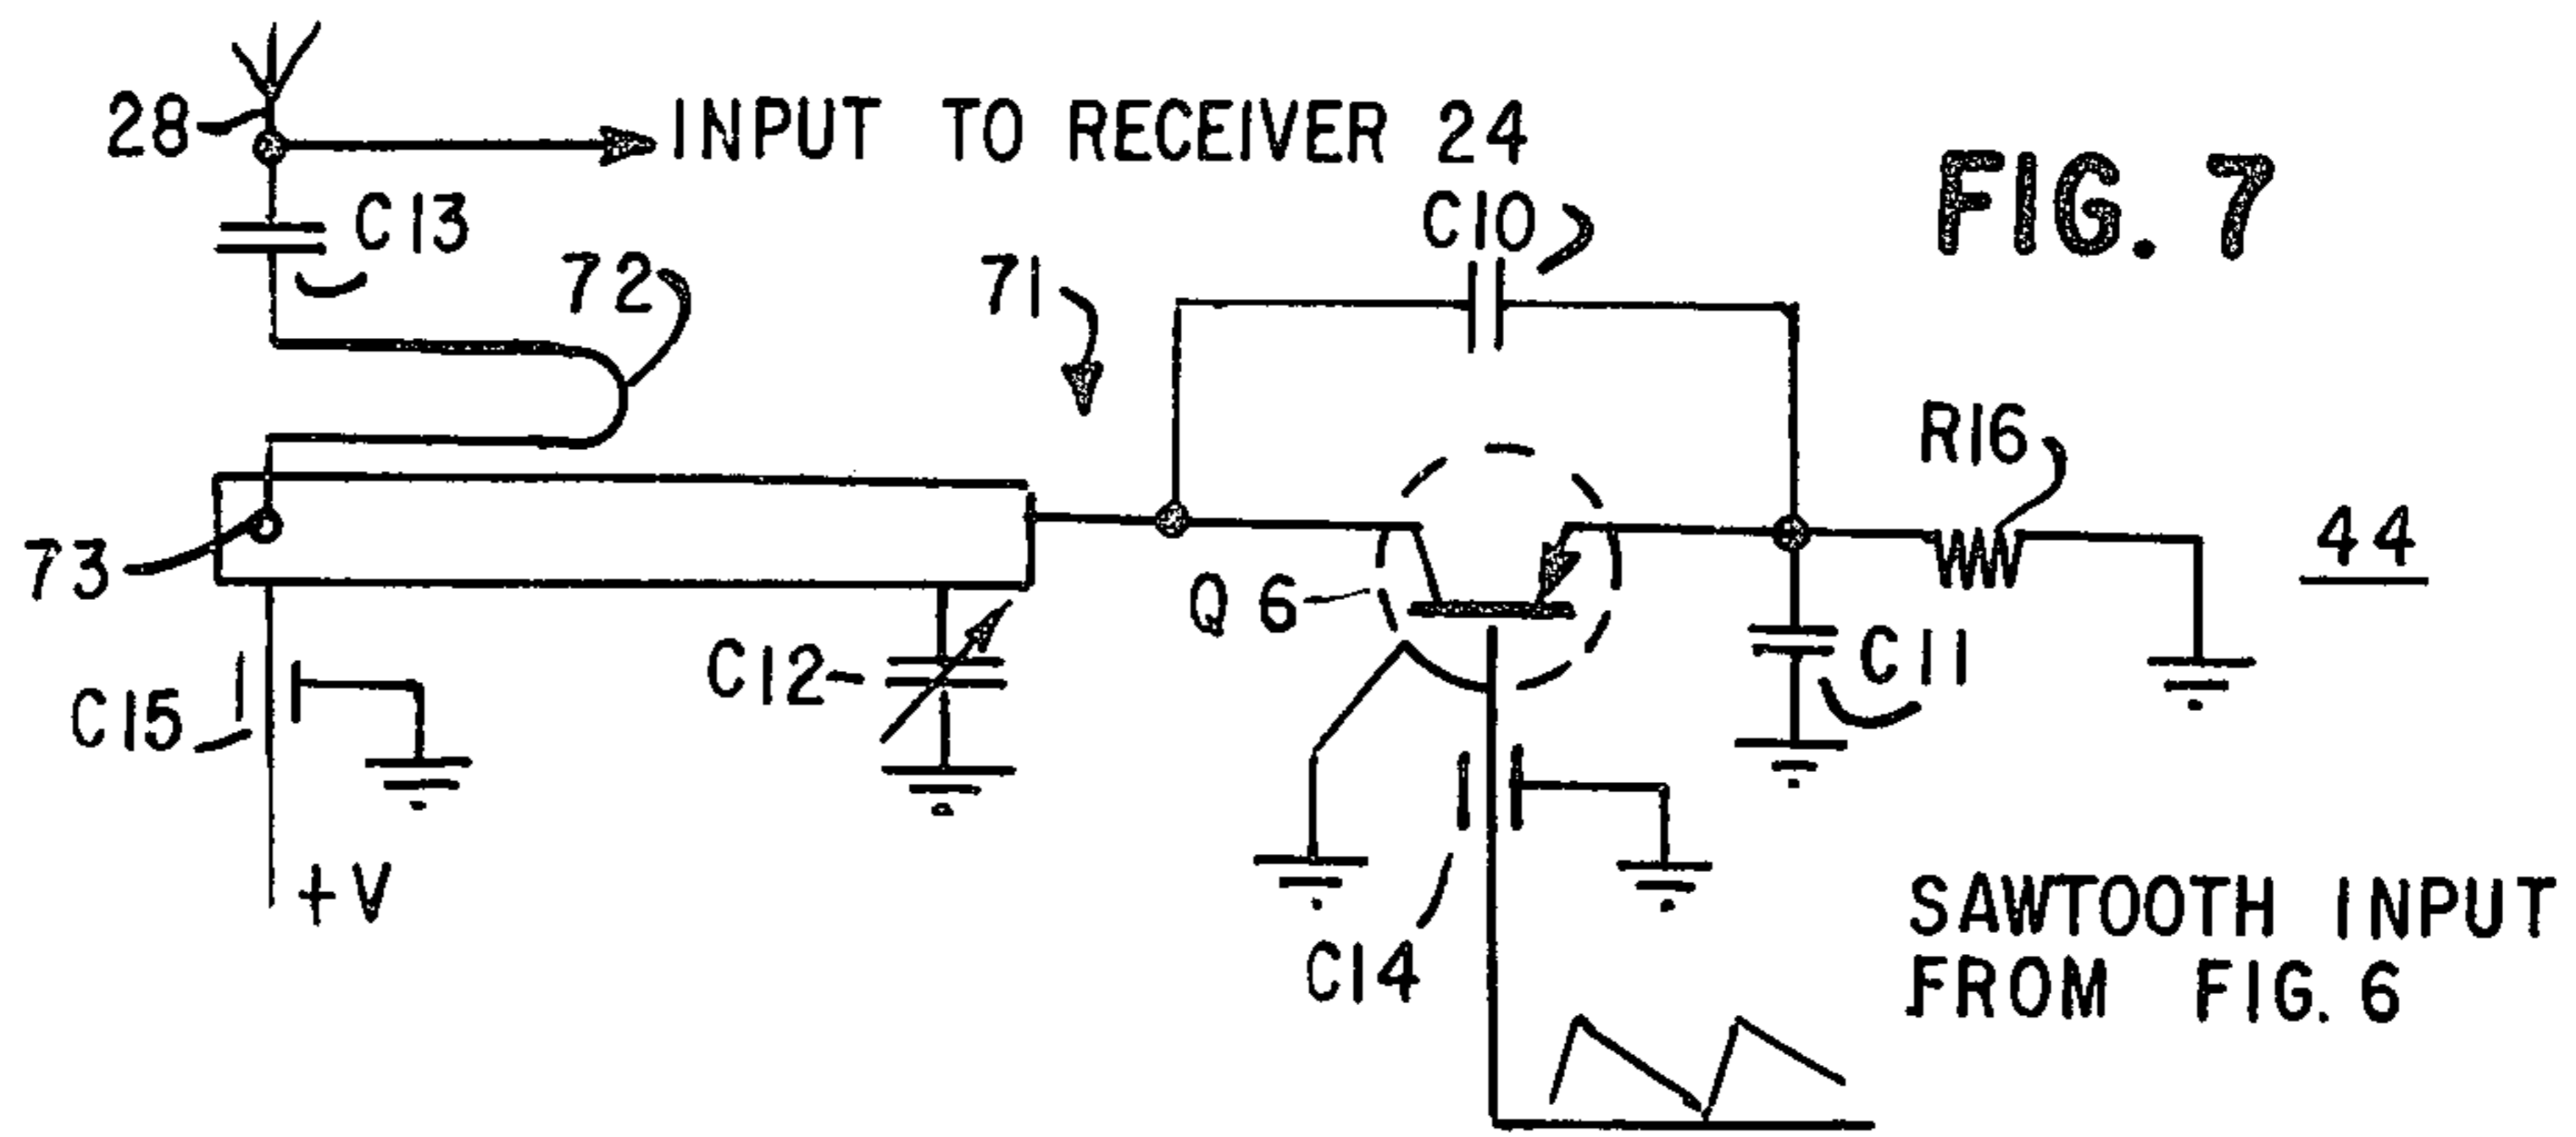 28
INPUT TO RECEIVER 24
FIG. 7
C13
C10
72
71
R16
73
Q6
44
C12
C11
C15
+V
C14
SAWTOOTH INPUT
FROM FIG. 6